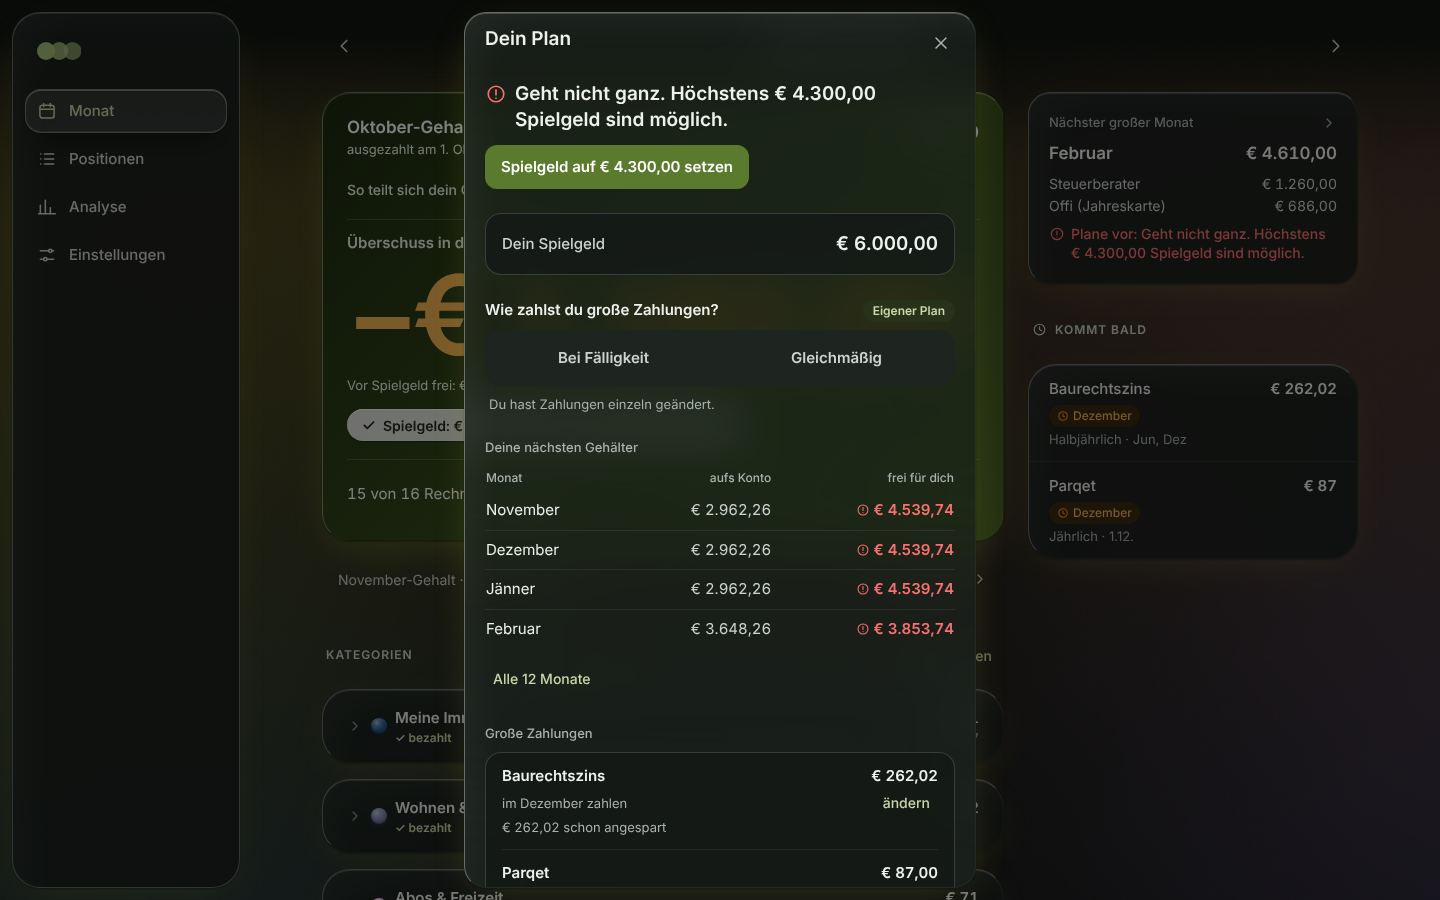 Monat
Positionen
Analyse
Einstellungen
Oktober-Geha
ausgezahlt am 1. O
So teilt sich dein
Überschuss in d
–€
Vor Spielgeld frei: €
Spielgeld: €
15 von 16 Rechn
November-Gehalt ·
KATEGORIEN
en
Meine Im
✓ bezahlt
Wohnen &
✓ bezahlt
Abos & Freizeit
€ 71
Dein Plan
Geht nicht ganz. Höchstens € 4.300,00
Spielgeld sind möglich.
Spielgeld auf € 4.300,00 setzen
Dein Spielgeld € 6.000,00
Wie zahlst du große Zahlungen? Eigener Plan
Bei Fälligkeit Gleichmäßig
Du hast Zahlungen einzeln geändert.
Deine nächsten Gehälter
Monat aufs Konto frei für dich
November € 2.962,26 € 4.539,74
Dezember € 2.962,26 € 4.539,74
Jänner € 2.962,26 € 4.539,74
Februar € 3.648,26 € 3.853,74
Alle 12 Monate
Große Zahlungen
Baurechtszins € 262,02
im Dezember zahlen ändern
€ 262,02 schon angespart
Parqet € 87,00
Nächster großer Monat
Februar € 4.610,00
Steuerberater € 1.260,00
Offi (Jahreskarte) € 686,00
Plane vor: Geht nicht ganz. Höchstens
€ 4.300,00 Spielgeld sind möglich.
KOMMT BALD
Baurechtszins € 262,02
Dezember
Halbjährlich · Jun, Dez
Parqet € 87
Dezember
Jährlich · 1.12.